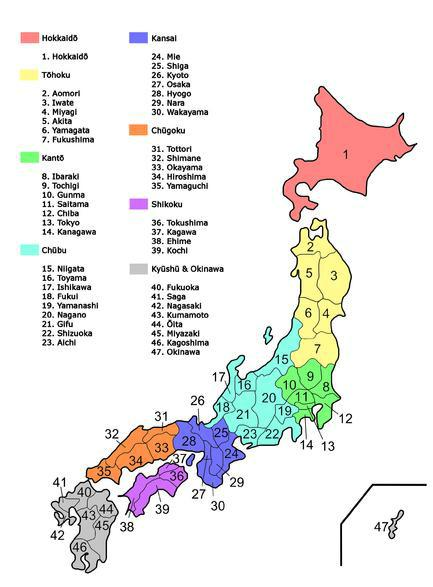 Hokkaidō
1. Hokkaidō
Tōhoku
2. Aomori
3. Iwate
4. Miyagi
5. Akita
6. Yamagata
7. Fukushima
Kantō
8. Ibaraki
9. Tochigi
10. Gunma
11. Saitama
12. Chiba
13. Tokyo
14. Kanagawa
Chūbu
15. Niigata
16. Toyama
17. Ishikawa
18. Fukui
19. Yamanashi
20. Nagano
21. Gifu
22. Shizuoka
23. Aichi
Kansai
24. Mie
25. Shiga
26. Kyoto
27. Osaka
28. Hyogo
29. Nara
30. Wakayama
Chūgoku
31. Tottori
32. Shimane
33. Okayama
34. Hiroshima
35. Yamaguchi
Shikoku
36. Tokushima
37. Kagawa
38. Ehime
39. Kochi
Kyūshū & Okinawa
40. Fukuoka
41. Saga
42. Nagasaki
43. Kumamoto
44. Ōita
45. Miyazaki
46. Kagoshima
47. Okinawa
1
2
5
3
6
4
7
15
17
16
9
10
8
20
11
18
21
19
12
26
31
25
23
22
14
13
32
28
33
24
34
37
29
35
36
27
30
41
40
39
38
44
43
42
45
46
47